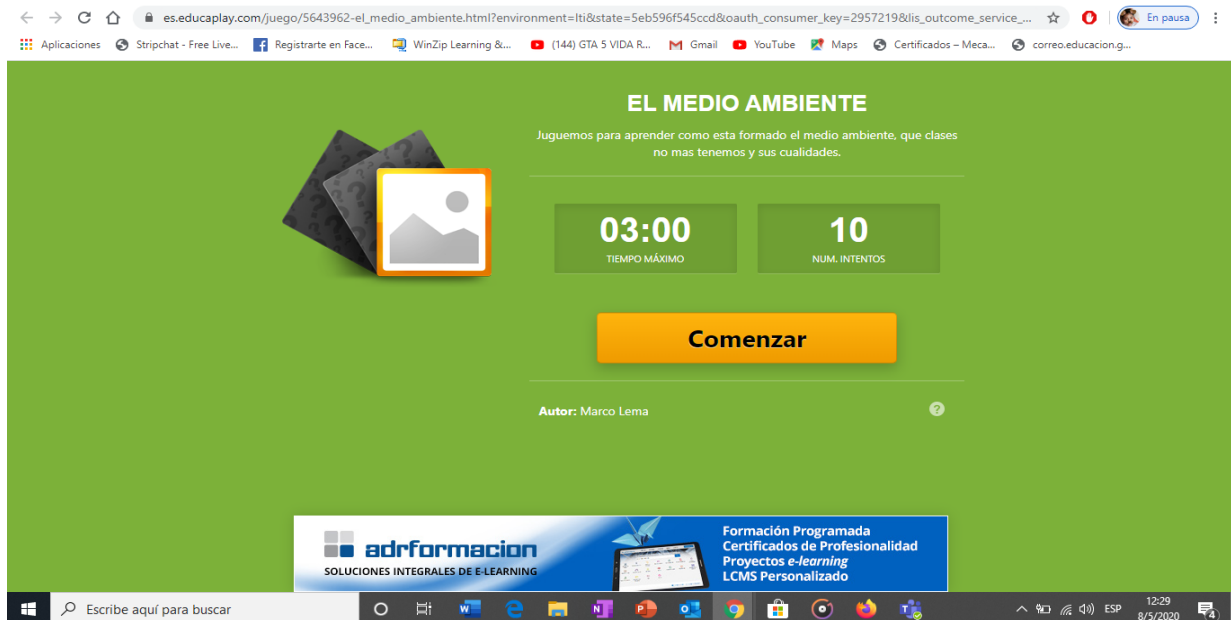 es.educaplay.com/juego/5643962-el_medio_ambiente.html?environment=lti&state=5eb596f545ccd&oauth_consumer_key=2957219&lis_outcome_service_... En pausa
Aplicaciones Stripchat - Free Live... Registrarte en Face... WinZip Learning &... (144) GTA 5 VIDA R... Gmail YouTube Maps Certificados – Meca... correo.educacion.g...
EL MEDIO AMBIENTE
Juguemos para aprender como esta formado el medio ambiente, que clases
no mas tenemos y sus cualidades.
03:00 10
TIEMPO MÁXIMO NUM. INTENTOS
Comenzar
Autor: Marco Lema ?
adrformacion
SOLUCIONES INTEGRALES DE E-LEARNING
Formación Programada
Certificados de Profesionalidad
Proyectos e-learning
LCMS Personalizado
Escribe aquí para buscar ESP 12:29
8/5/2020 4